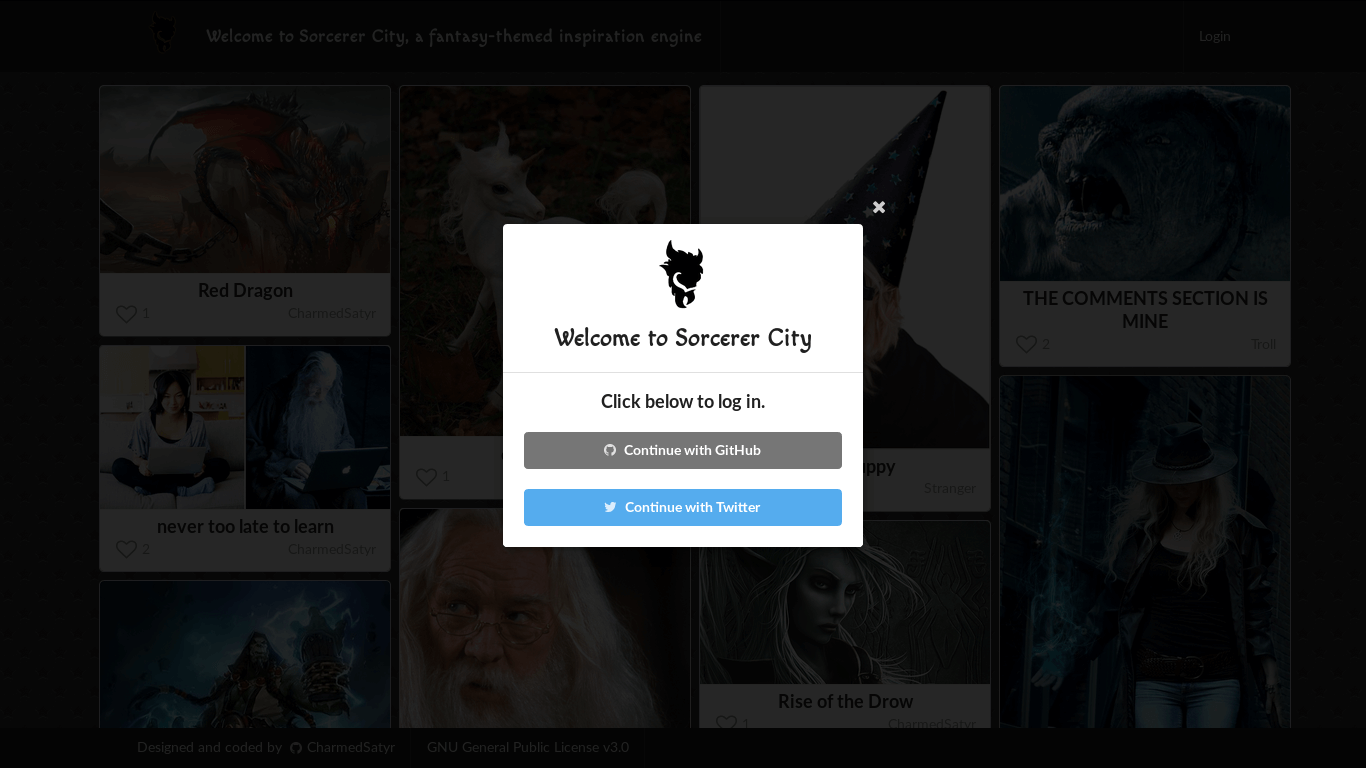 Welcome to Sorcerer City, a fantasy-themed inspiration engine
Login
Red Dragon
1
CharmedSatyr
never too late to learn
2
CharmedSatyr
1
uppy
Stranger
Rise of the Drow
1
CharmedSatyr
THE COMMENTS SECTION IS
MINE
2
Troll
Welcome to Sorcerer City
Click below to log in.
Continue with GitHub
Continue with Twitter
Designed and coded by CharmedSatyr
GNU General Public License v3.0